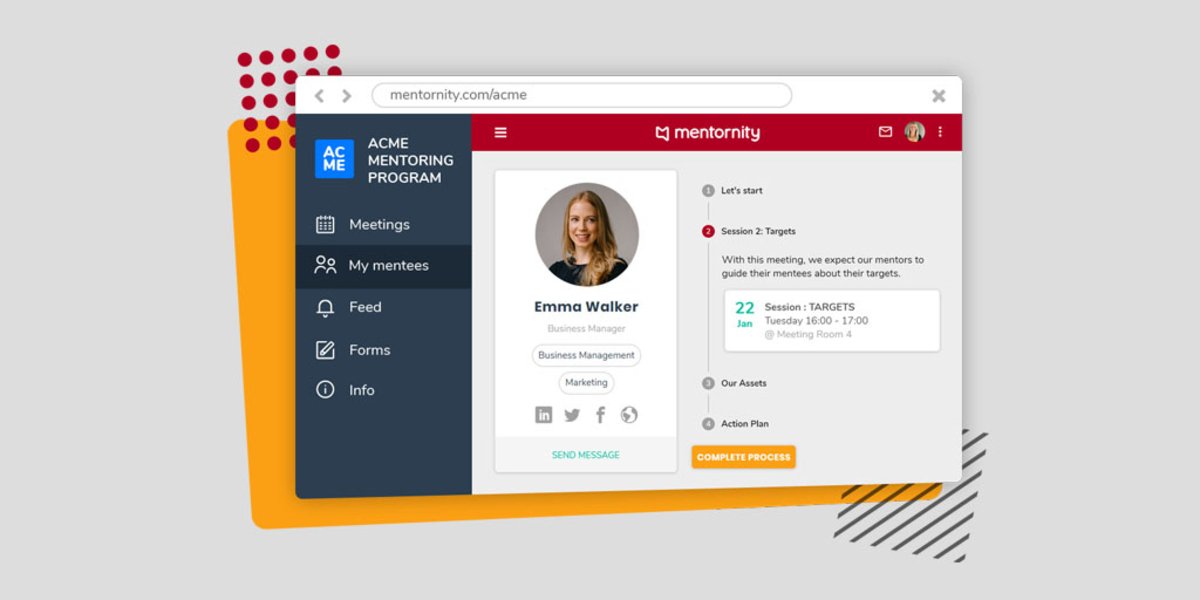 mentornity.com/acme
AC
ME
ACME
MENTORING
PROGRAM
Meetings
My mentees
Feed
Forms
Info
mentornity
Emma Walker
Business Manager
Business Management
Marketing
in
f
SEND MESSAGE
1 Let's start
2 Session 2: Targets
With this meeting, we expect our mentors to
guide their mentees about their targets.
22
Jan
Session : TARGETS
Tuesday 16:00 - 17:00
@ Meeting Room 4
3 Our Assets
4 Action Plan
COMPLETE PROCESS